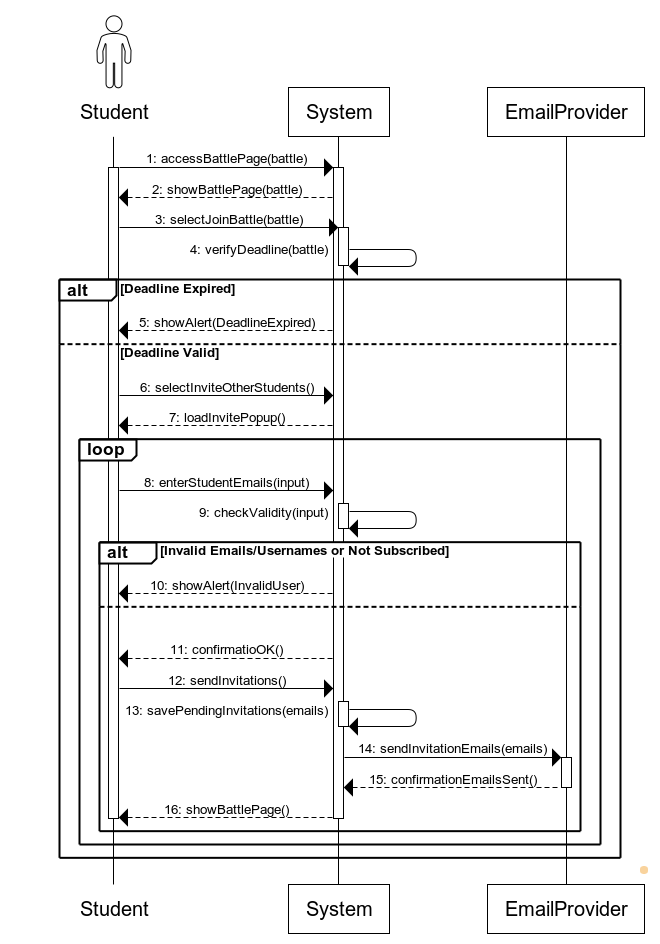 Student
System
EmailProvider
1: accessBattlePage(battle)
2: showBattlePage(battle)
3: selectJoinBattle(battle)
4: verifyDeadline(battle)
alt
[Deadline Expired]
5: showAlert(DeadlineExpired)
[Deadline Valid]
6: selectInviteOtherStudents()
7: loadInvitePopup()
loop
8: enterStudentEmails(input)
9: checkValidity(input)
alt
[Invalid Emails/Usernames or Not Subscribed]
10: showAlert(InvalidUser)
11: confirmatioOK()
12: sendInvitations()
13: savePendingInvitations(emails)
14: sendInvitationEmails(emails)
15: confirmationEmailsSent()
16: showBattlePage()
Student
System
EmailProvider